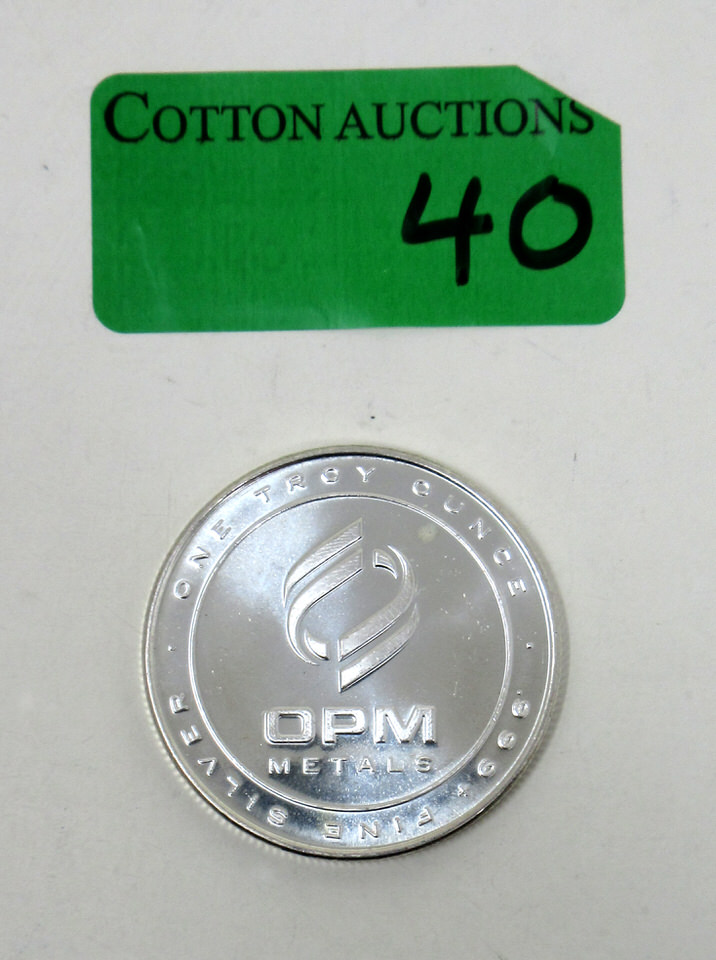 COTTON AUCTIONS
40
ONE TROY OUNCE
OPM
METALS
.999+ FINE SILVER